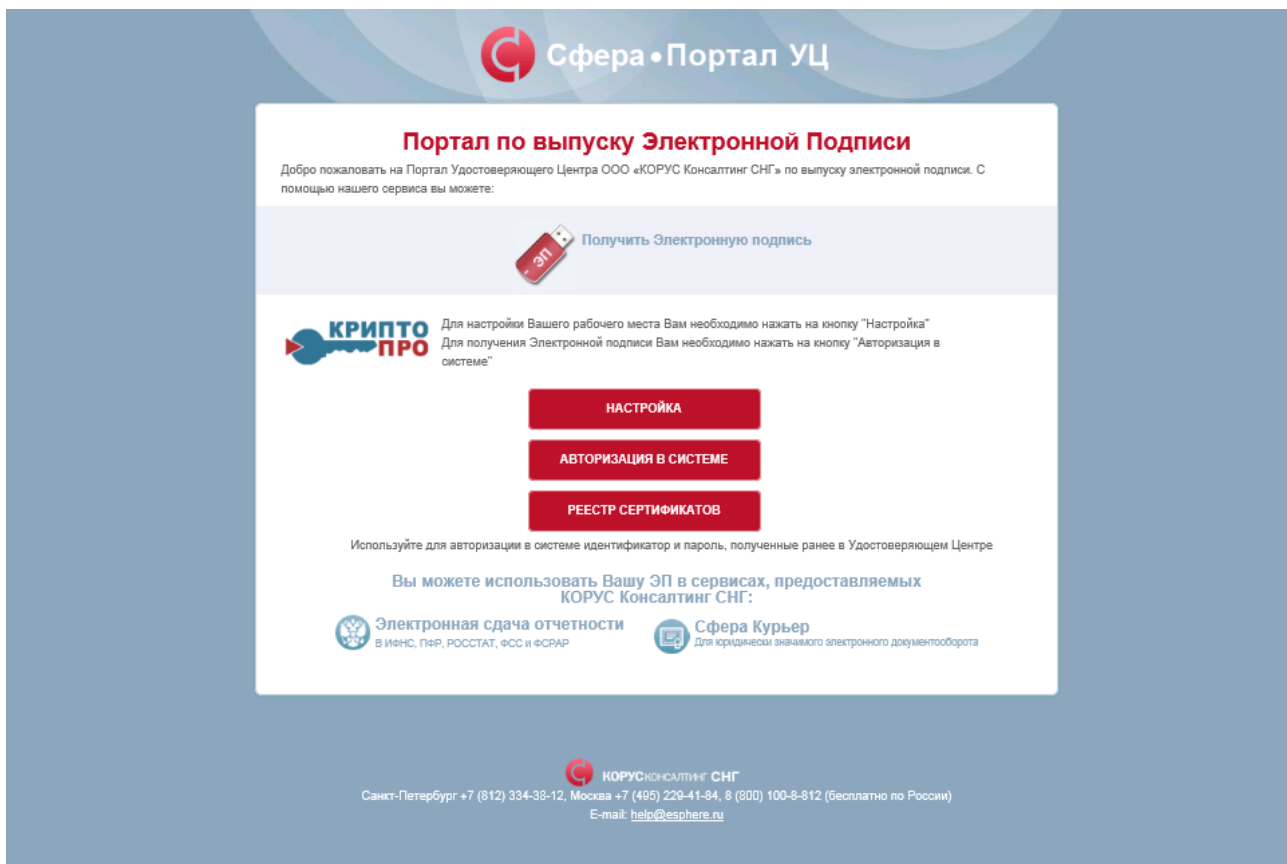 Сфера•Портал УЦ
Портал по выпуску Электронной Подписи
Добро пожаловать на Портал Удостоверяющего Центра ООО «КОРУС Консалтинг СНГ» по выпуску электронной подписи. С
помощью нашего сервиса вы можете:
ЭП
Получить Электронную подпись
КРИПТО
ПРО
Для настройки Вашего рабочего места Вам необходимо нажать на кнопку "Настройка"
Для получения Электронной подписи Вам необходимо нажать на кнопку "Авторизация в
системе"
НАСТРОЙКА
АВТОРИЗАЦИЯ В СИСТЕМЕ
РЕЕСТР СЕРТИФИКАТОВ
Используйте для авторизации в системе идентификатор и пароль, полученные ранее в Удостоверяющем Центре
Вы можете использовать Вашу ЭП в сервисах, предоставляемых
КОРУС Консалтинг СНГ:
Электронная сдача отчетности
В ИФНС, ПФР, РОССТАТ, ФСС и ФСРАР
Сфера Курьер
Для юридически значимого электронного документооборота
КОРУСКОНСАЛТИНГ СНГ
Санкт-Петербург +7 (812) 334-38-12, Москва +7 (495) 229-41-84, 8 (800) 100-8-812 (бесплатно по России)
E-mail: help@esphere.ru